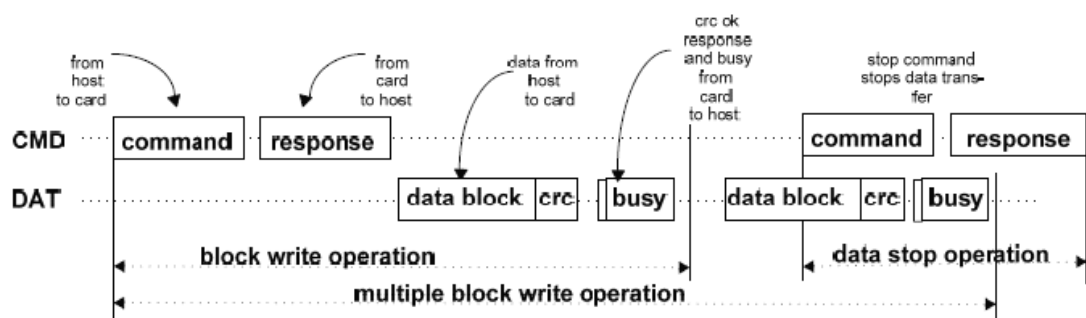 from
host
to card
from
card
to host
data from
host
to card
crc ok
response
and busy
from
card
to host
stop command
stops data trans-
fer
CMD
command
response
command
response
DAT
data block
crc
busy
data block
crc
busy
block write operation
data stop operation
multiple block write operation